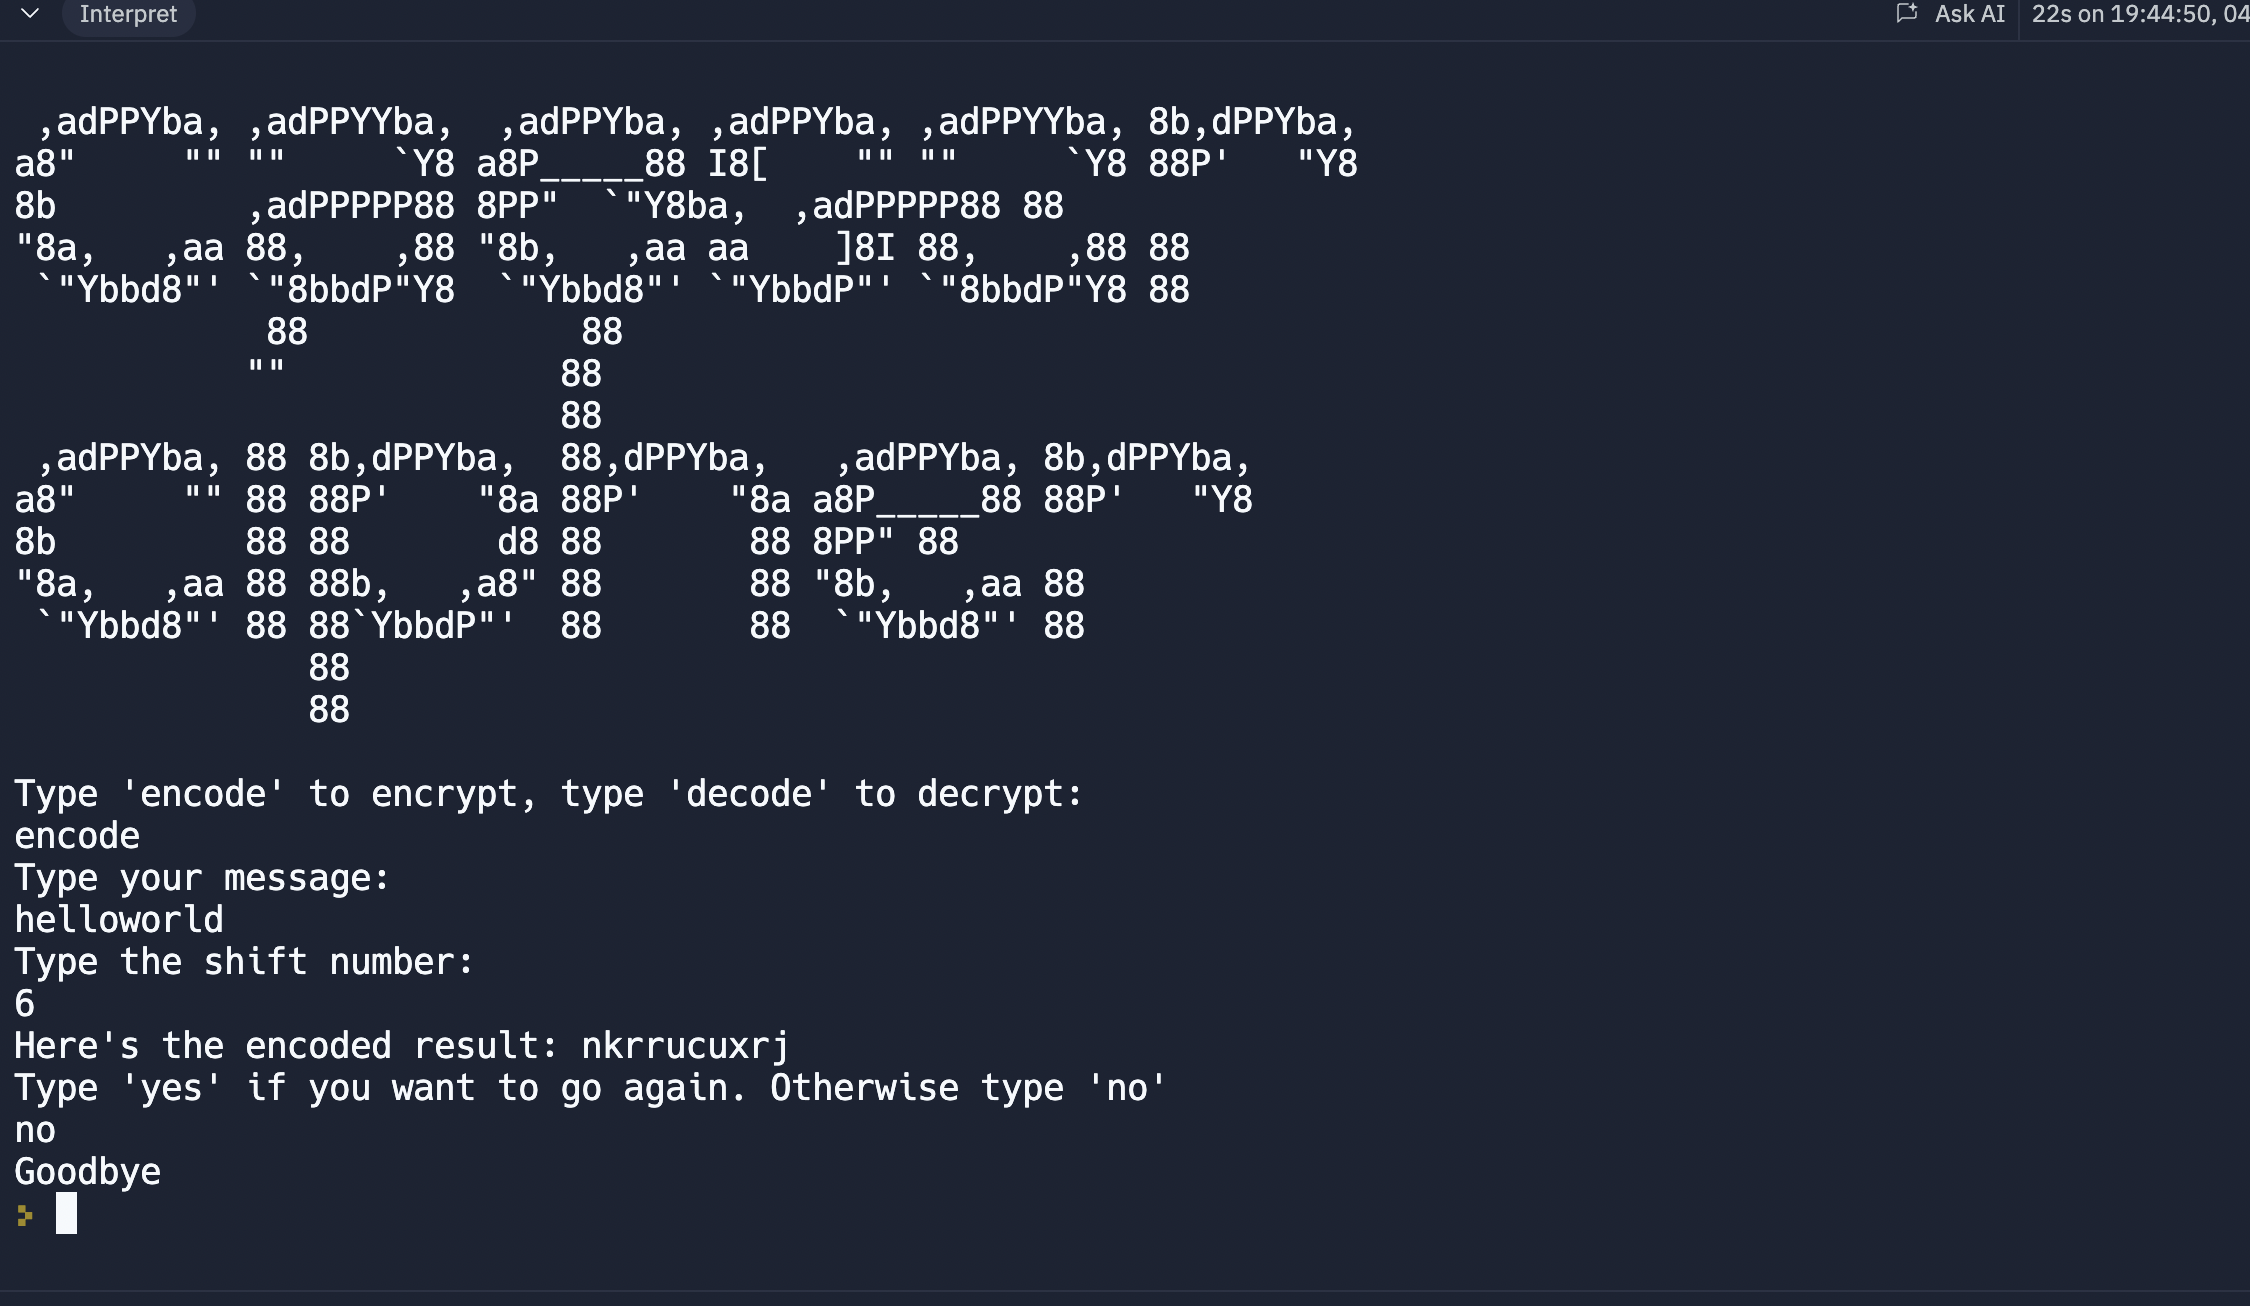 Interpret
Ask AI
22s on 19:44:50, 04
 ,adPPYba, ,adPPYYba,  ,adPPYba, ,adPPYba, ,adPPYYba, 8b,dPPYba,
a8"     "" ""     `Y8 a8P_____88 I8[    "" ""     `Y8 88P'   "Y8
8b         ,adPPPPP88 8PP"  `"Y8ba,  ,adPPPPP88 88
"8a,   ,aa 88,    ,88 "8b,   ,aa aa    ]8I 88,    ,88 88
 `"Ybbd8"' `"8bbdP"Y8  `"Ybbd8"' `"YbbdP"' `"8bbdP"Y8 88
            88             88
           ""             88
                          88
 ,adPPYba, 88 8b,dPPYba,  88,dPPYba,   ,adPPYba, 8b,dPPYba,
a8"     "" 88 88P'    "8a 88P'    "8a a8P_____88 88P'   "Y8
8b         88 88       d8 88       88 8PP" 88
"8a,   ,aa 88 88b,   ,a8" 88       88 "8b,   ,aa 88
 `"Ybbd8"' 88 88`YbbdP"'  88       88  `"Ybbd8"' 88
              88
              88
Type 'encode' to encrypt, type 'decode' to decrypt:
encode
Type your message:
helloworld
Type the shift number:
6
Here's the encoded result: nkrrucuxrj
Type 'yes' if you want to go again. Otherwise type 'no'
no
Goodbye